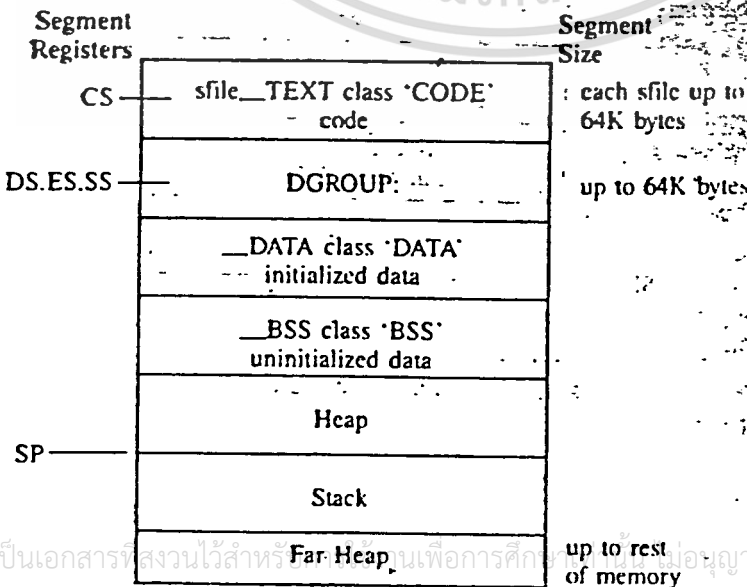 Segment
Registers
Segment
Size
CS
sfile__TEXT class 'CODE'
code
: each sfile up to
64K bytes
DS.ES.SS
DGROUP:
up to 64K bytes
__DATA class 'DATA'
initialized data
__BSS class 'BSS'
uninitialized data
Heap
SP
Stack
Far Heap
up to rest
of memory
เป็นเอกสารที่สงวนไว้สำหรับการใช้งานเพื่อการศึกษาเท่านั้น ไม่อนุญา